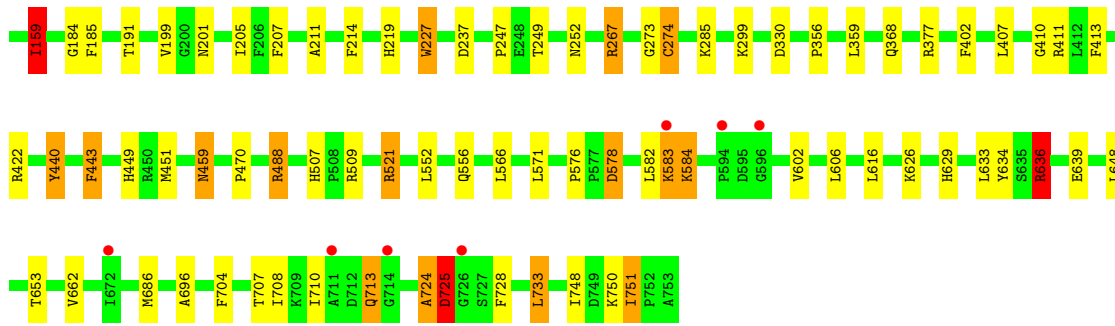 I159 G184 F185 T191 V199 G200 N201 I205 F206 F207 A211 F214 H219 W227 D237 P247 E248 T249 N252 R267 G273 C274 K285 K299 D330 P356 L359 Q368 R377 F402 L407 G410 R411 L412 F413
R422 Y440 F443 H449 R450 M451 N459 P470 R488 H507 P508 R509 R521 L552 Q556 L566 L571 P576 P577 D578 L582 K583 K584 P594 D595 G596 V602 L606 L616 K626 H629 L633 Y634 S635 R636 E639 L648
T653 V662 I672 M686 A696 F704 T707 I708 K709 I710 A711 D712 Q713 G714 A724 D725 G726 S727 F728 L733 I748 D749 K750 I751 P752 A753